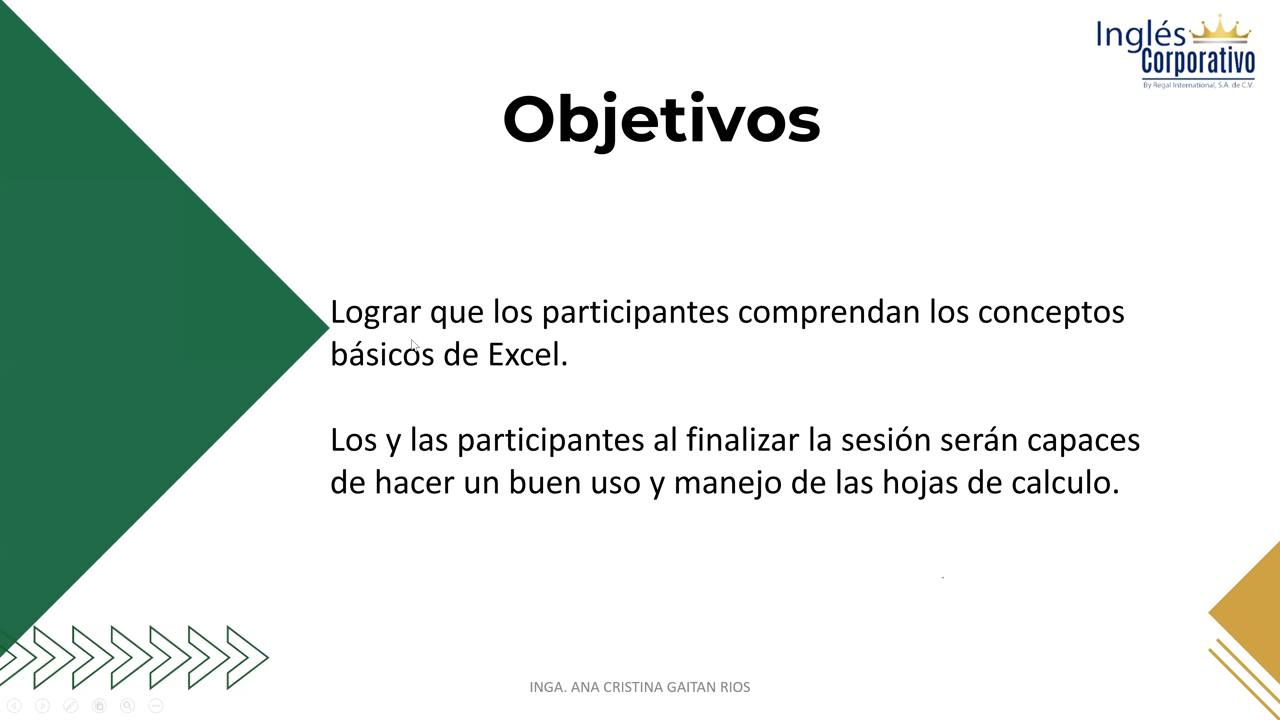 Inglés
Corporativo
By Regal International, S.A. de C.V.
Objetivos
Lograr que los participantes comprendan los conceptos
básicos de Excel.
Los y las participantes al finalizar la sesión serán capaces
de hacer un buen uso y manejo de las hojas de calculo.
INGA. ANA CRISTINA GAITAN RIOS